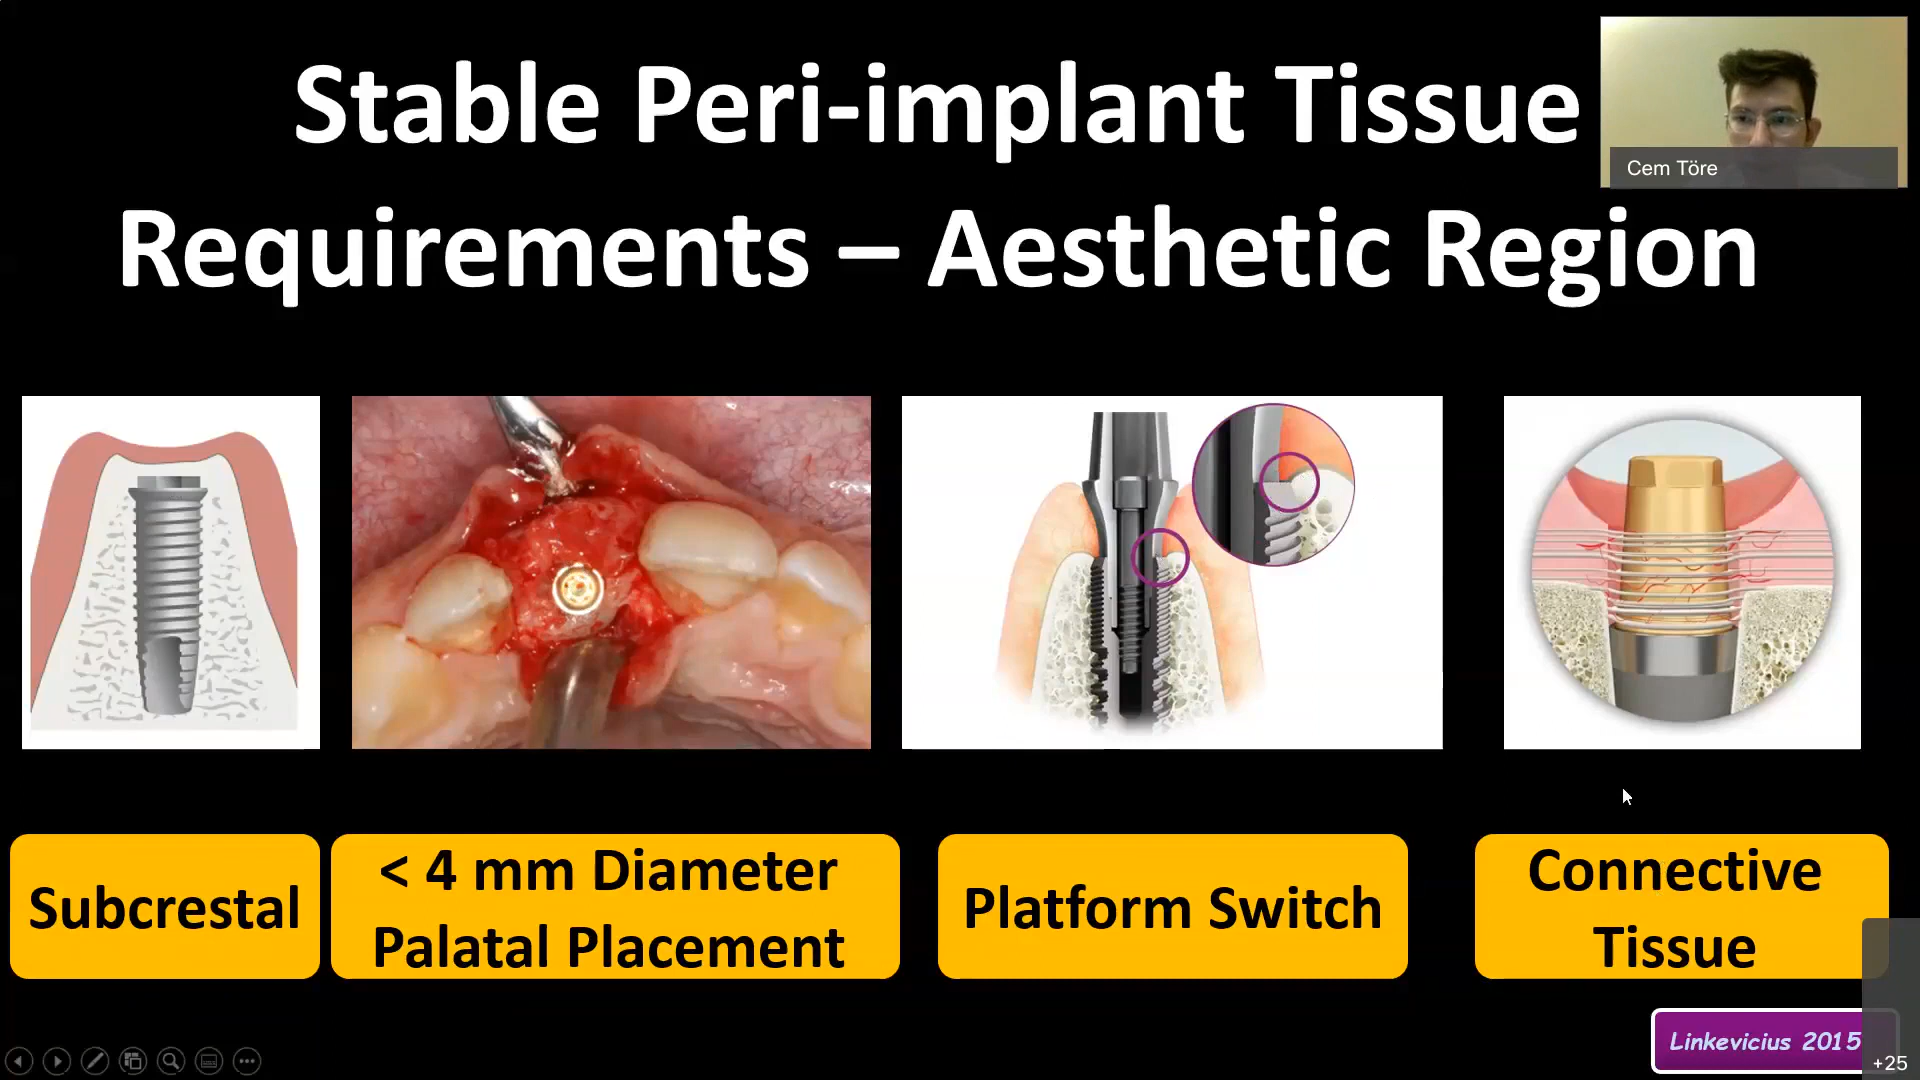 Stable Peri-implant Tissue
Requirements – Aesthetic Region
Cem Töre
Subcrestal
< 4 mm Diameter
Palatal Placement
Platform Switch
Connective
Tissue
Linkevicius 2015
+25